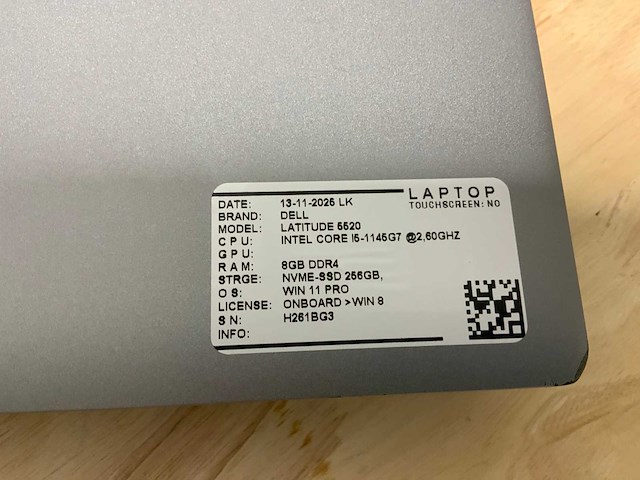 LAPTOP
TOUCHSCREEN: NO
DATE: 13-11-2025 LK
BRAND: DELL
MODEL: LATITUDE 5520
CPU: INTEL CORE I5-1145G7 @2,60GHZ
GPU:
RAM: 8GB DDR4
STRGE: NVME-SSD 256GB,
OS: WIN 11 PRO
LICENSE: ONBOARD > WIN 8
SN: H261BG3
INFO: